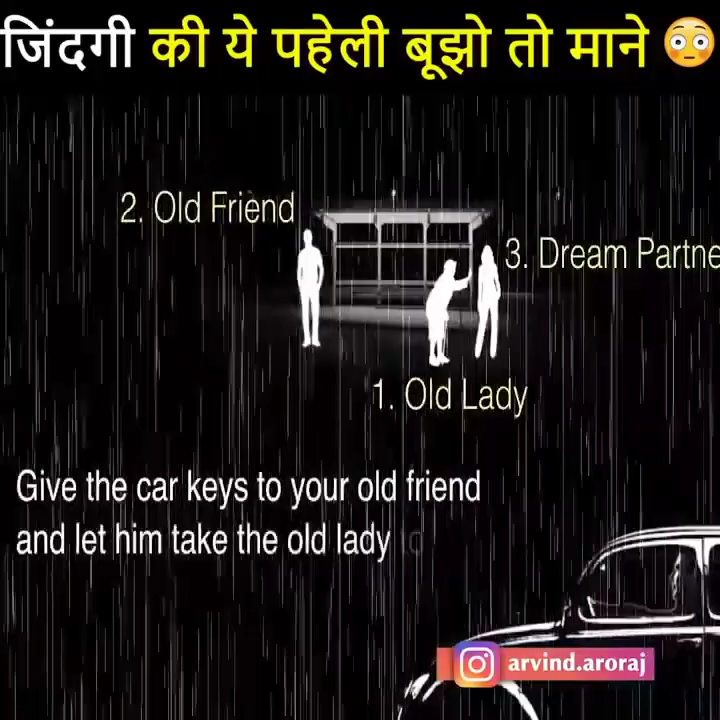 जिंदगी की ये पहेली बूझो तो माने 😳
2. Old Friend
3. Dream Partne
1. Old Lady
Give the car keys to your old friend
and let him take the old lady to
arvind.aroraj